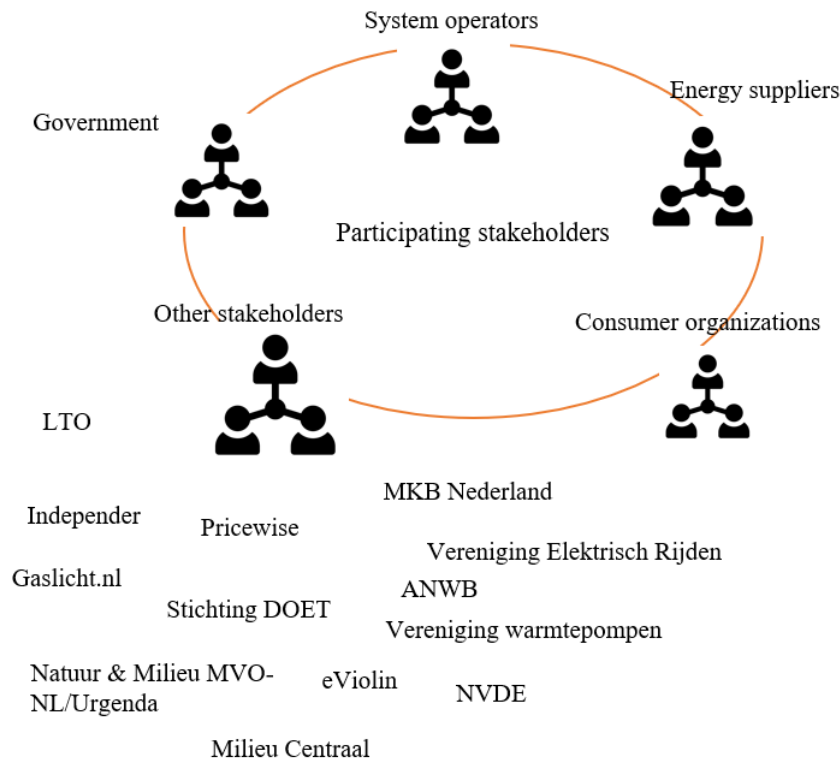 System operators
Energy suppliers
Government
Participating stakeholders
Other stakeholders
Consumer organizations
LTO
MKB Nederland
Independer
Pricewise
Vereniging Elektrisch Rijden
Gaslicht.nl
ANWB
Stichting DOET
Vereniging warmtepompen
Natuur & Milieu MVO-
NL/Urgenda
eViolin
NVDE
Milieu Centraal